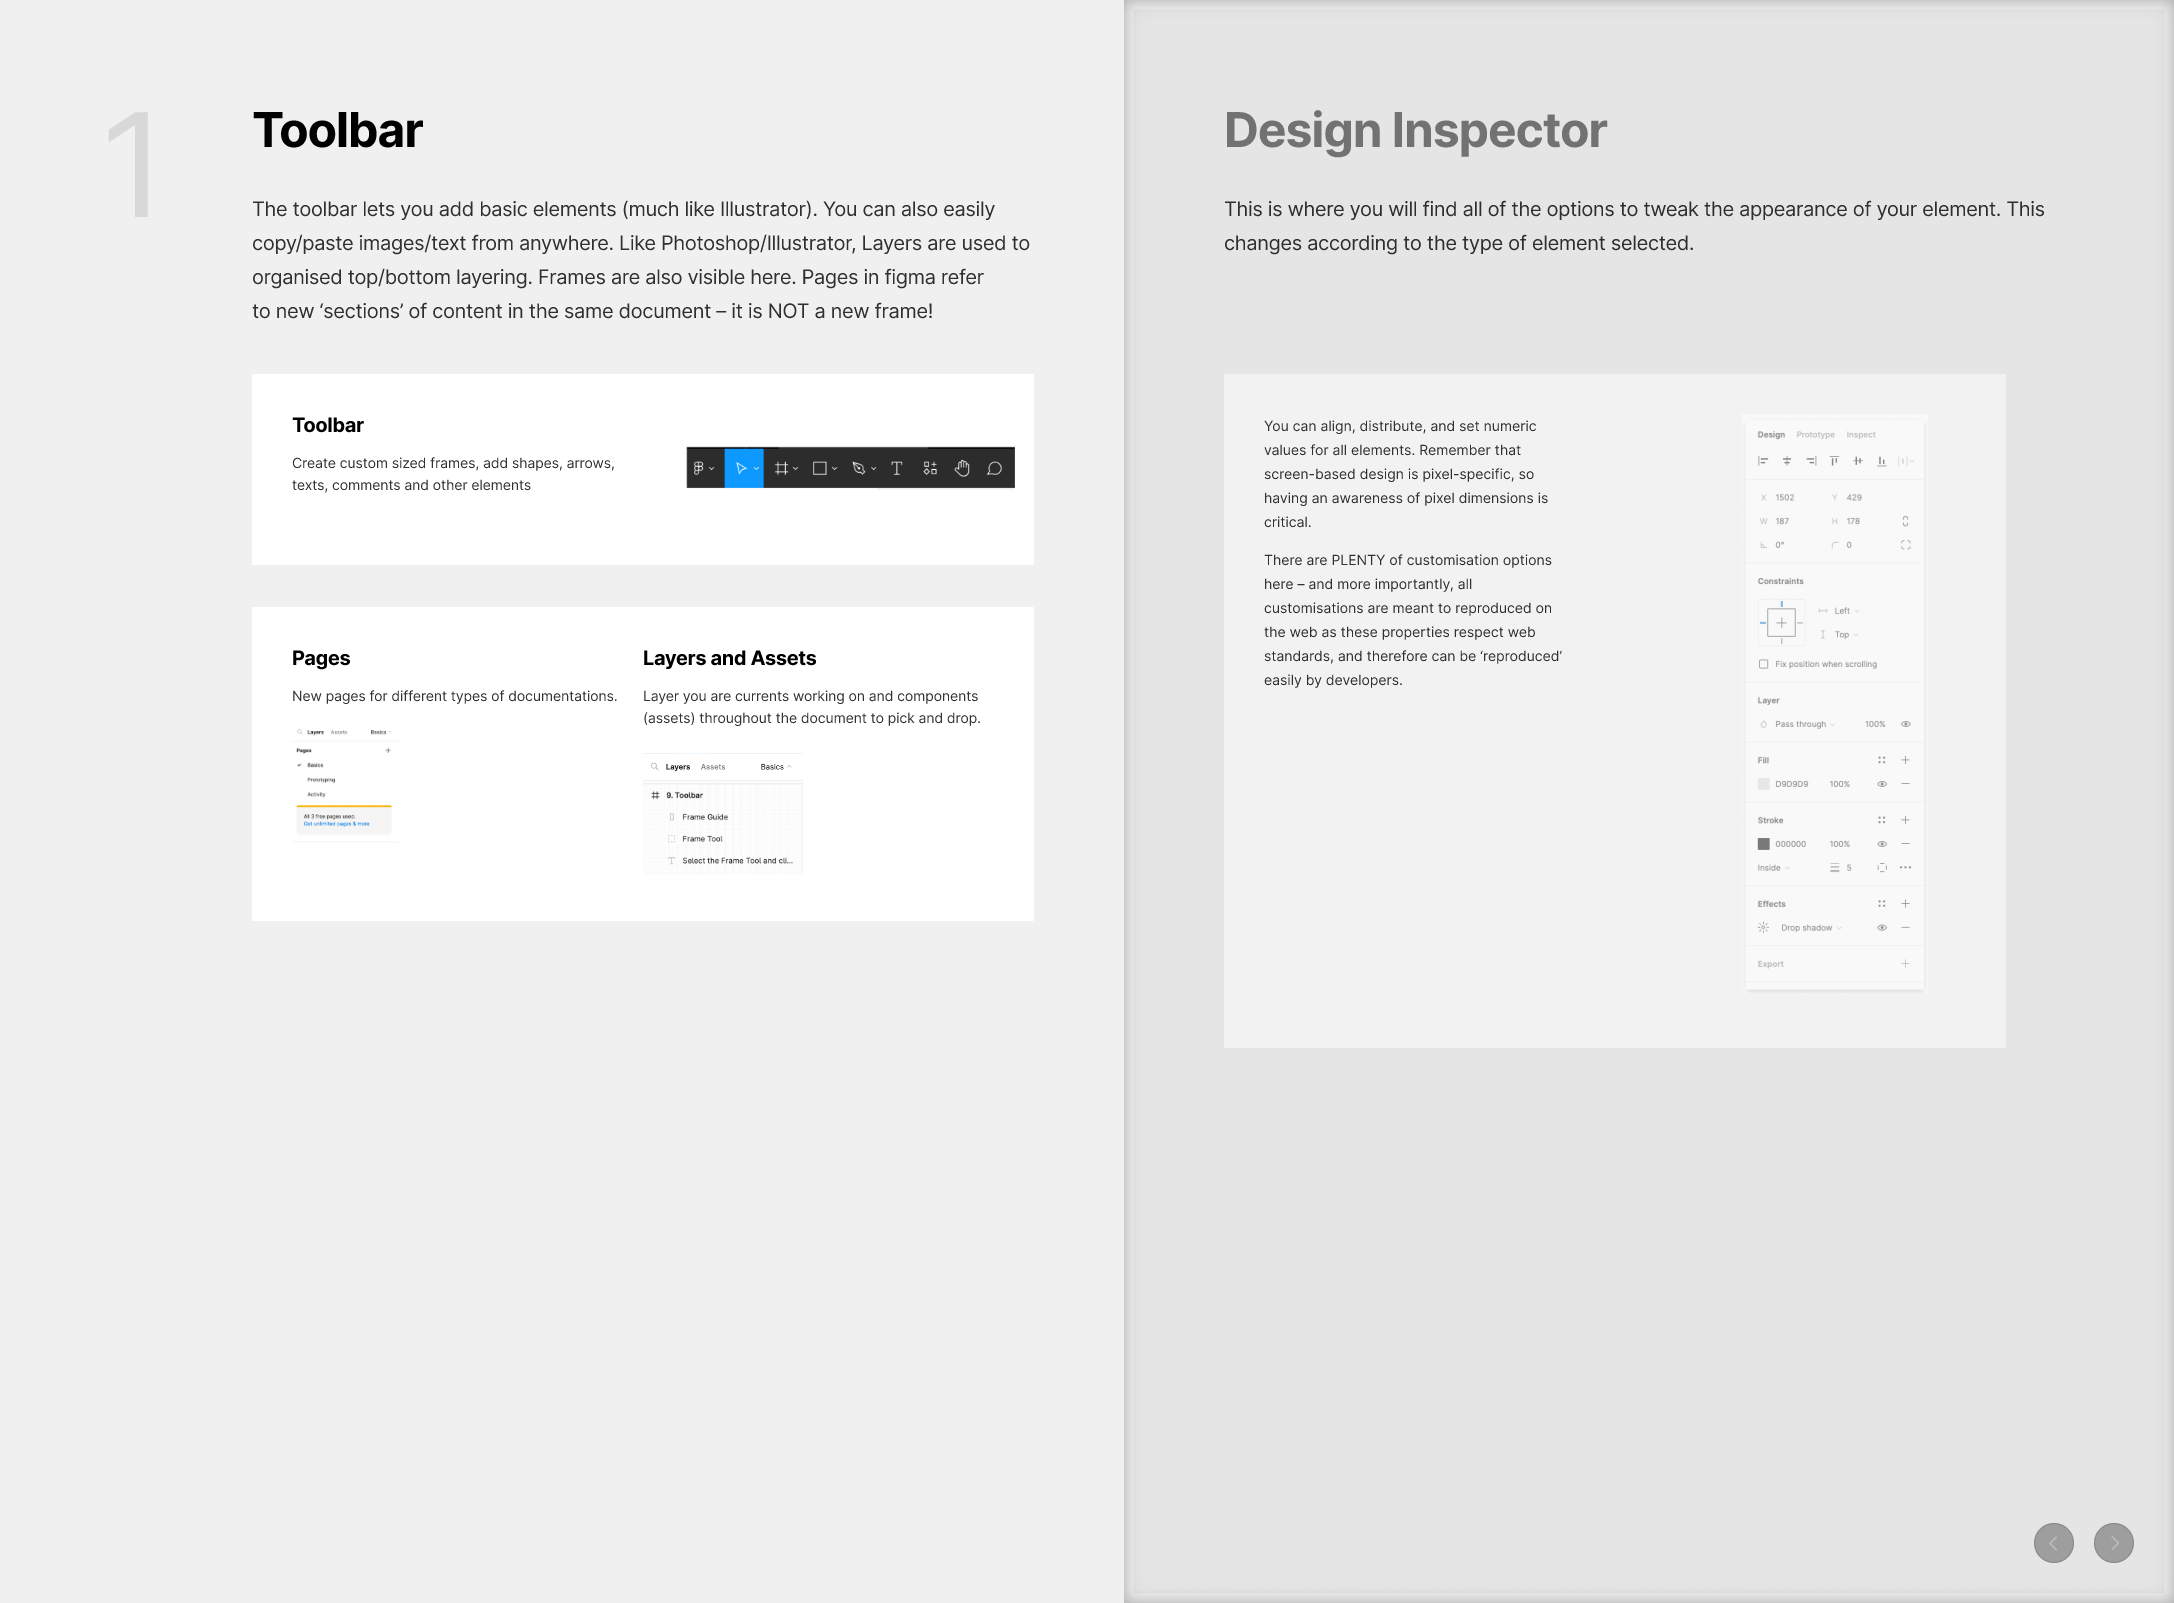 1
Toolbar
The toolbar lets you add basic elements (much like Illustrator). You can also easily
copy/paste images/text from anywhere. Like Photoshop/Illustrator, Layers are used to
organised top/bottom layering. Frames are also visible here. Pages in figma refer
to new ‘sections’ of content in the same document – it is NOT a new frame!
Toolbar
Create custom sized frames, add shapes, arrows,
texts, comments and other elements
Pages
New pages for different types of documentations.
Layers Assets Basics
Pages
Basics
Prototyping
Activity
All 3 free pages used.
Get unlimited pages & more
Layers and Assets
Layer you are currents working on and components
(assets) throughout the document to pick and drop.
Layers Assets Basics
9. Toolbar
Frame Guide
Frame Tool
Select the Frame Tool and cli...
Design Inspector
This is where you will find all of the options to tweak the appearance of your element. This
changes according to the type of element selected.
You can align, distribute, and set numeric
values for all elements. Remember that
screen-based design is pixel-specific, so
having an awareness of pixel dimensions is
critical.
There are PLENTY of customisation options
here – and more importantly, all
customisations are meant to reproduced on
the web as these properties respect web
standards, and therefore can be ‘reproduced’
easily by developers.
Design Prototype Inspect
X 1502 Y 429
W 187 H 178
0° 0
Constraints
Left
Top
Fix position when scrolling
Layer
Pass through 100%
Fill
D9D9D9 100%
Stroke
000000 100%
Inside 5
Effects
Drop shadow
Export